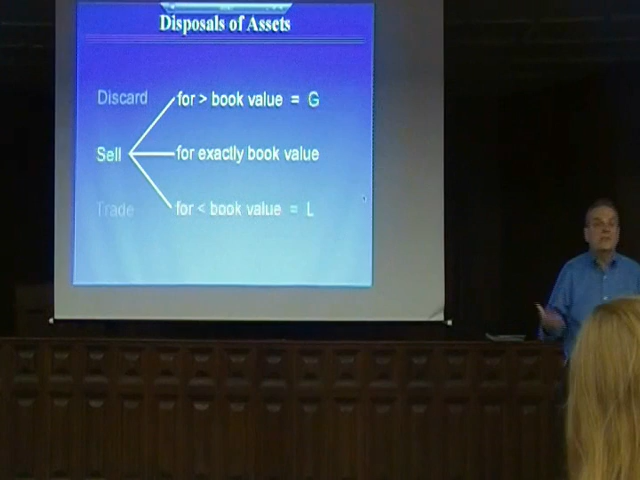 Disposals of Assets
Discard for > book value = G
Sell for exactly book value
Trade for < book value = L